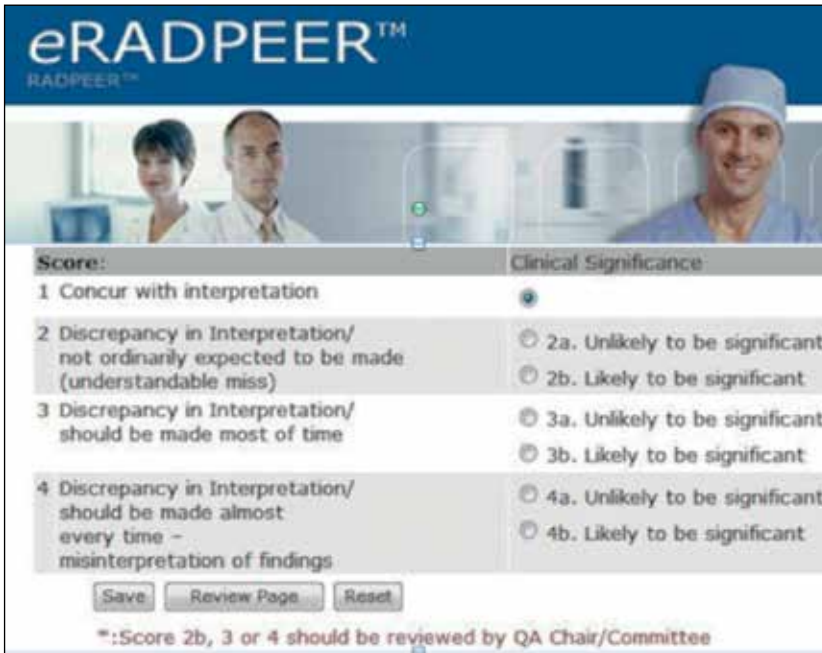 eRADPEER™
RADPEER™
Score: Clinical Significance
1 Concur with interpretation
2 Discrepancy in Interpretation/
not ordinarily expected to be made
(understandable miss)
2a. Unlikely to be significant
2b. Likely to be significant
3 Discrepancy in Interpretation/
should be made most of time
3a. Unlikely to be significant
3b. Likely to be significant
4 Discrepancy in Interpretation/
should be made almost
every time –
misinterpretation of findings
4a. Unlikely to be significant
4b. Likely to be significant
Save Review Page Reset
*:Score 2b, 3 or 4 should be reviewed by QA Chair/Committee